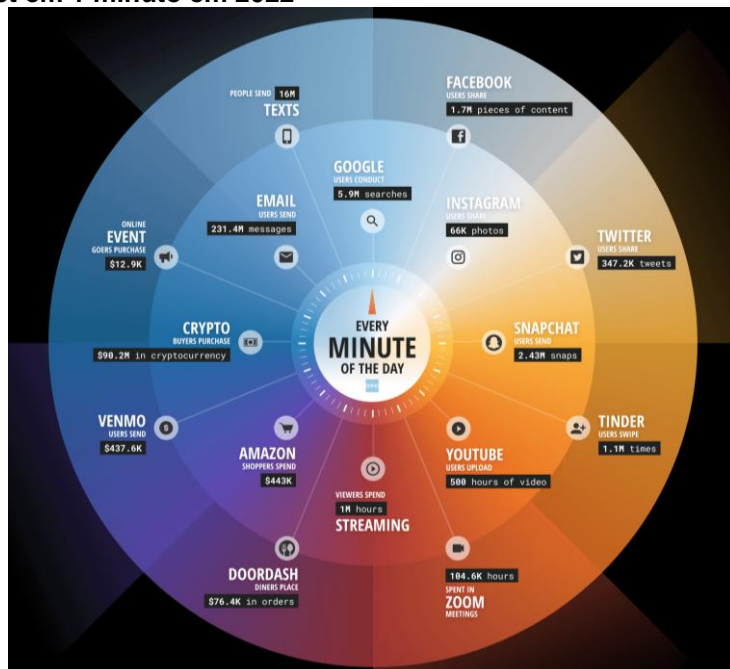 em 1 minuto em 2022
PEOPLE SEND 16M
TEXTS
FACEBOOK
USERS SHARE
1.7M pieces of content
GOOGLE
USERS CONDUCT
5.9M searches
EMAIL
USERS SEND
231.4M messages
INSTAGRAM
USERS SHARE
66K photos
ONLINE
EVENT
GOERS PURCHASE
$12.9K
TWITTER
USERS SHARE
347.2K tweets
CRYPTO
BUYERS PURCHASE
$90.2M in cryptocurrency
EVERY
MINUTE
OF THE DAY
SNAPCHAT
USERS SEND
2.43M snaps
VENMO
USERS SEND
$437.6K
AMAZON
SHOPPERS SPEND
$443K
YOUTUBE
USERS UPLOAD
500 hours of video
TINDER
USERS SWIPE
1.1M times
VIEWERS SPEND
1M hours
STREAMING
DOORDASH
DINERS PLACE
$76.4K in orders
104.6K hours
SPENT IN
ZOOM
MEETINGS